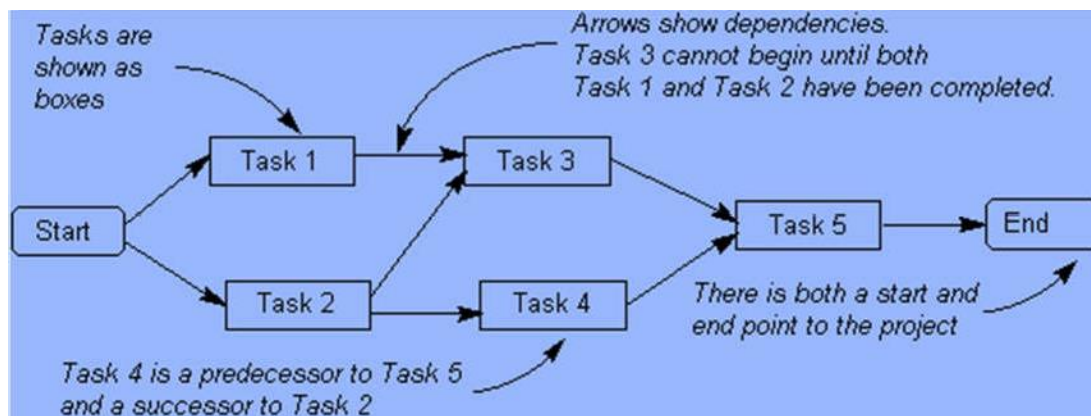 Tasks are
shown as
boxes
Arrows show dependencies.
Task 3 cannot begin until both
Task 1 and Task 2 have been completed.
Task 1
Task 3
Start
Task 5
End
Task 2
Task 4
There is both a start and
end point to the project
Task 4 is a predecessor to Task 5
and a successor to Task 2